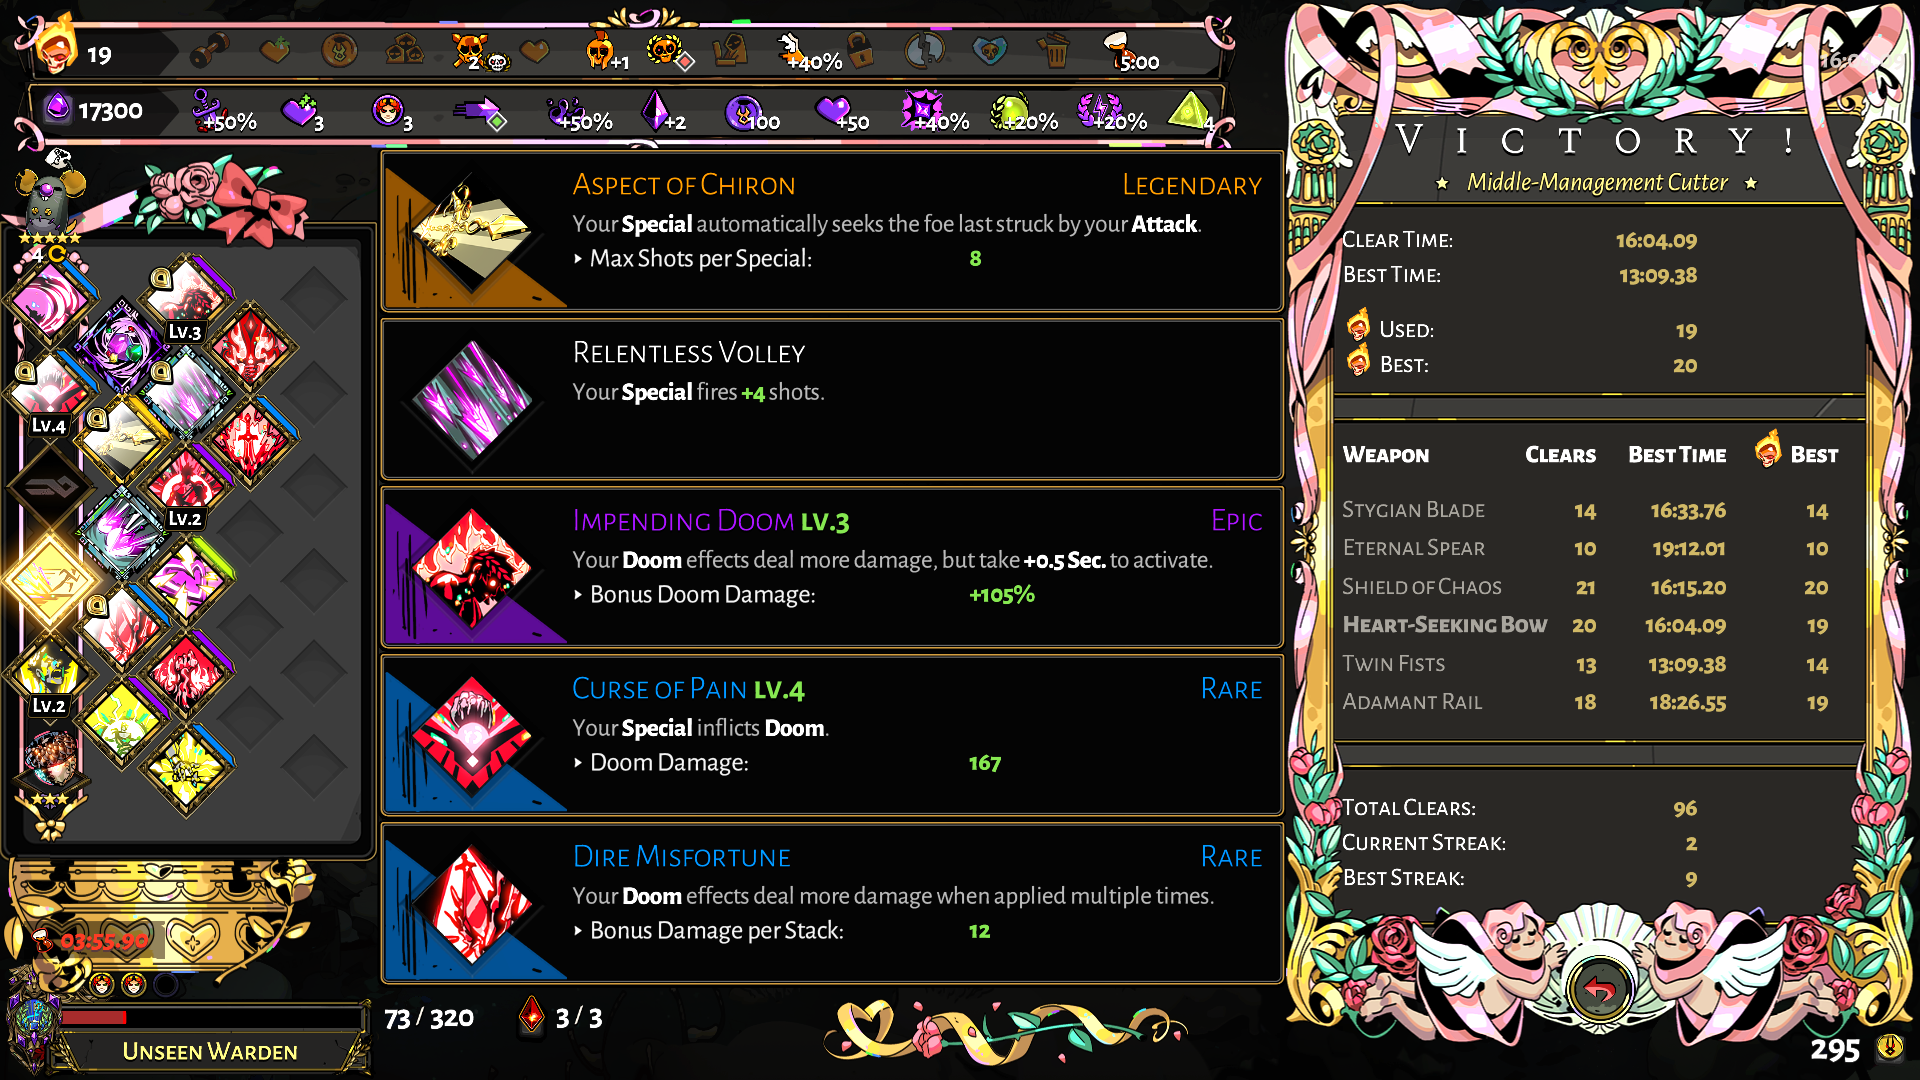 19
2
+1
+40%
5:00
17300
+50%
3
3
+50%
+2
100
+50
+40%
+20%
+20%
4
4
Lv.3
Lv.4
Lv.2
Lv.2
03:55.90
UNSEEN WARDEN
ASPECT OF CHIRON LEGENDARY
Your Special automatically seeks the foe last struck by your Attack.
‣ Max Shots per Special: 8
RELENTLESS VOLLEY
Your Special fires +4 shots.
IMPENDING DOOM LV.3 EPIC
Your Doom effects deal more damage, but take +0.5 Sec. to activate.
‣ Bonus Doom Damage: +105%
CURSE OF PAIN LV.4 RARE
Your Special inflicts Doom.
‣ Doom Damage: 167
DIRE MISFORTUNE RARE
Your Doom effects deal more damage when applied multiple times.
‣ Bonus Damage per Stack: 12
73 / 320
3 / 3
VICTORY!
Middle-Management Cutter
CLEAR TIME: 16:04.09
BEST TIME: 13:09.38
USED: 19
BEST: 20
WEAPON CLEARS BEST TIME BEST
STYGIAN BLADE 14 16:33.76 14
ETERNAL SPEAR 10 19:12.01 10
SHIELD OF CHAOS 21 16:15.20 20
HEART-SEEKING BOW 20 16:04.09 19
TWIN FISTS 13 13:09.38 14
ADAMANT RAIL 18 18:26.55 19
TOTAL CLEARS: 96
CURRENT STREAK: 2
BEST STREAK: 9
295